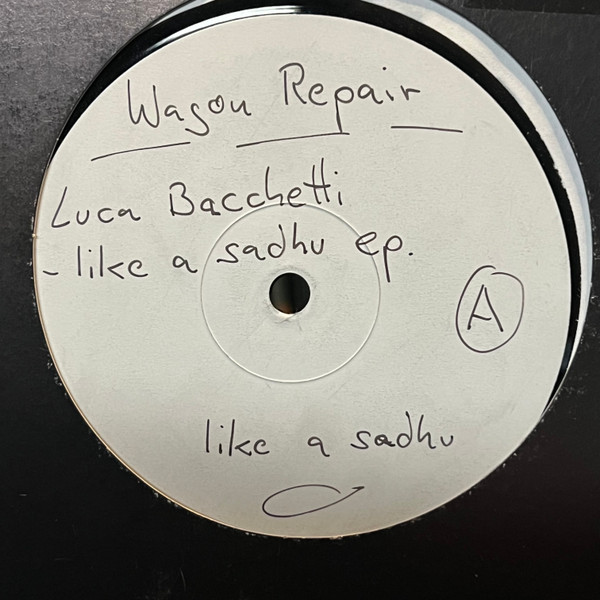 Wagon Repair
Luca Bacchetti
- like a sadhu ep.
A
like a sadhu